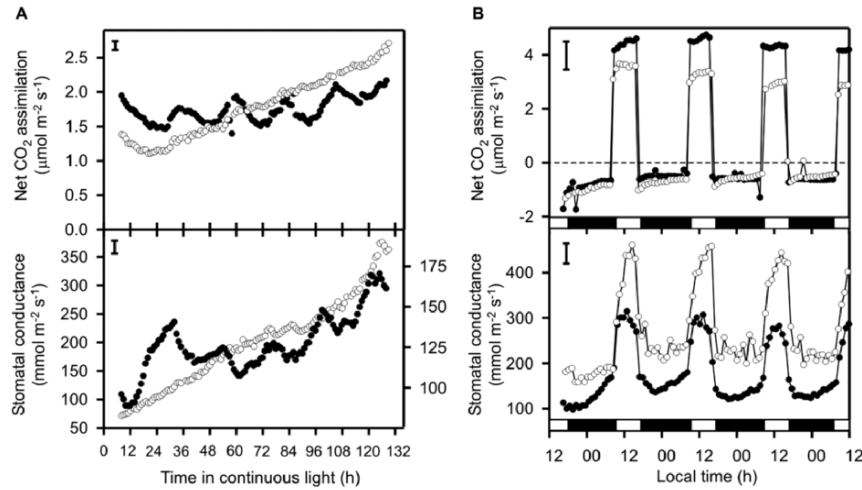 A
Net CO2 assimilation
(μmol m-2 s-1)
2.5
2.0
1.5
1.0
0.5
0.0
Stomatal conductance
(mmol m-2 s-1)
350
300
250
200
150
100
50
175
150
125
100
0 12 24 36 48 60 72 84 96 108 120 132
Time in continuous light (h)
B
Net CO2 assimilation
(μmol m-2 s-1)
4
2
0
-2
Stomatal conductance
(mmol m-2 s-1)
400
300
200
100
12 00 12 00 12 00 12 00 12
Local time (h)